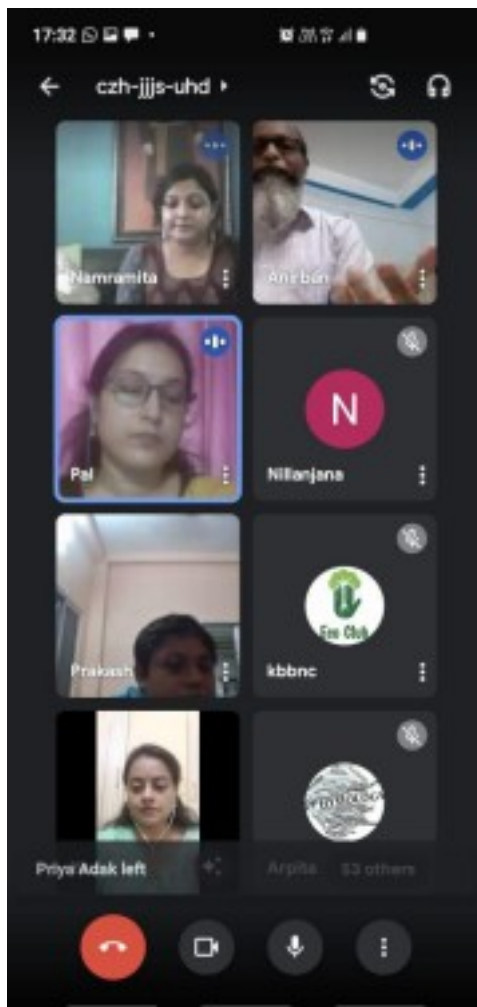 17:32
czh-jjjs-uhd
Namramita
Anirban
Pal
N
Nillanjana
Prakash
Eco Club
kbbnc
Priya Adak left
Arpita
53 others